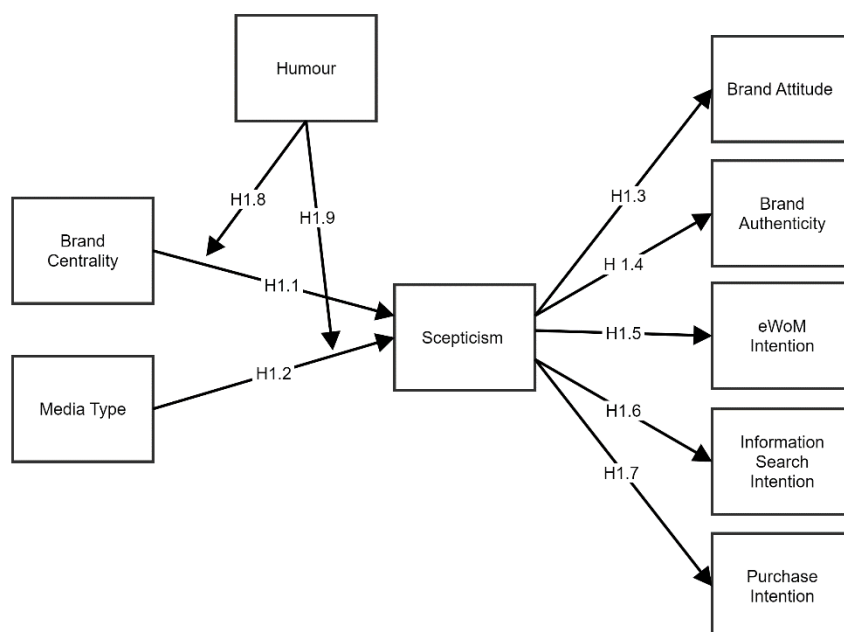 Humour
Brand Attitude
H1.3
H1.8
Brand
Authenticity
H1.9
Brand
Centrality
H 1.4
H1.1
Scepticism
H1.5
eWoM
Intention
H1.2
Media Type
H1.6
Information
Search
Intention
H1.7
Purchase
Intention